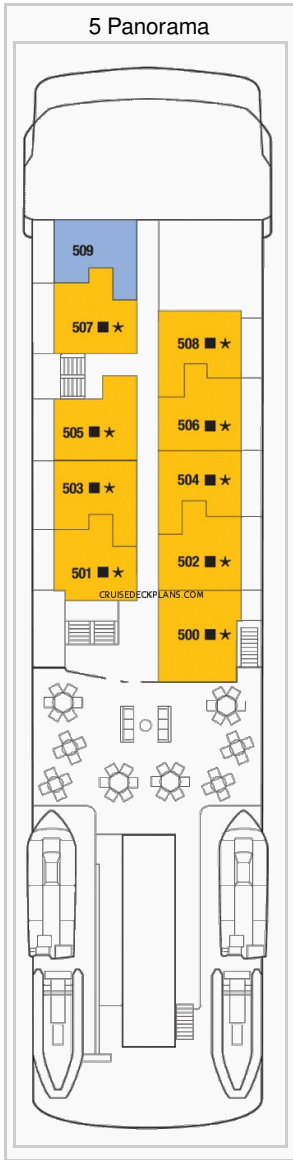 5 Panorama
509
507 ■ ★
508 ■ ★
505 ■ ★
506 ■ ★
503 ■ ★
504 ■ ★
501 ■ ★
502 ■ ★
CRUISEDECKPLANS.COM
500 ■ ★